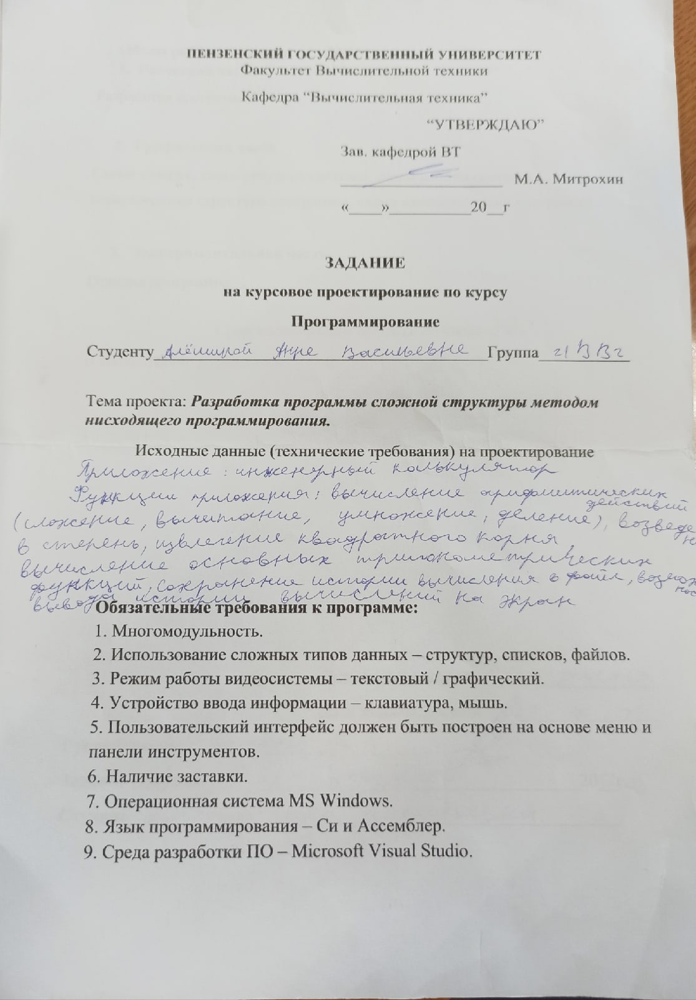 ПЕНЗЕНСКИЙ ГОСУДАРСТВЕННЫЙ УНИВЕРСИТЕТ
Факультет Вычислительной техники
Кафедра “Вычислительная техника”
“УТВЕРЖДАЮ”
Зав. кафедрой ВТ
____________________ М.А. Митрохин
«____»__________20__г
ЗАДАНИЕ
на курсовое проектирование по курсу
Программирование
Студенту Алёшиной Анне Васильевне Группа 21ВВ2
Тема проекта: Разработка программы сложной структуры методом
нисходящего программирования.
Исходные данные (технические требования) на проектирование
Приложение: инженерный калькулятор
Функции приложения: вычисление арифметических
действий
(сложение, вычитание, умножение, деление), возведе
в степень, извлечение квадратного корня,
вычисление основных тригонометрических
функций, сохранение истории вычисления в файл,
вывода истории вычислений на экран
Обязательные требования к программе:
1. Многомодульность.
2. Использование сложных типов данных – структур, списков, файлов.
3. Режим работы видеосистемы – текстовый / графический.
4. Устройство ввода информации – клавиатура, мышь.
5. Пользовательский интерфейс должен быть построен на основе меню и
панели инструментов.
6. Наличие заставки.
7. Операционная система MS Windows.
8. Язык программирования – Си и Ассемблер.
9. Среда разработки ПО – Microsoft Visual Studio.